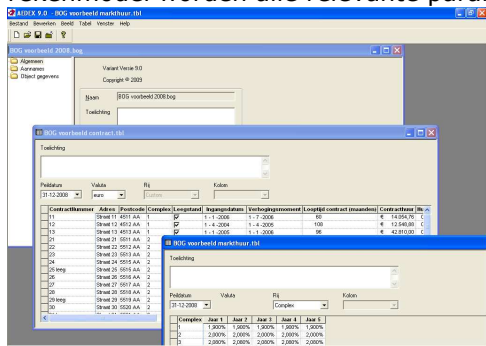 AEDEX 9.0 - BOG voorbeeld markthuur.tbl
Bestand Bewerken Beeld Tabel Venster Help
BOG voorbeeld 2008.bog
Algemeen
Aannames
Object gegevens
Variant Versie 9.0
Copyright © 2009
Naam BOG voorbeeld 2008.bog
Toelichting
BOG voorbeeld contract.tbl
Toelichting
Peildatum Valuta Rij Kolom
31-12-2008 euro Custom
ContractNummer Adres Postcode Complex Leegstand Ingangsdatum Verhogingsmoment Looptijd contract (maanden) Contracthuur
11 Straat 11 4511 AA 1 1 - 1 -2006 1 - 7 -2006 60 € 14.054,76
12 Straat 12 4512 AA 1 1 - 4 -2004 1 - 4 -2005 108 € 12.548,88
13 Straat 13 4513 AA 1 1 - 1 -2005 1 - 1 -2006 96 € 42.810,00
21 Straat 21 5511 AA 2
22 Straat 22 5512 AA 2
23 Straat 23 5513 AA 2
24 Straat 24 5515 AA 2
25 leeg Straat 25 5515 AA 2
26 Straat 26 5516 AA 2
27 Straat 27 5517 AA 2
28 Straat 28 5518 AA 2
29 leeg Straat 29 5519 AA 2
30 Straat 30 5520 AA 2
BOG voorbeeld markthuur.tbl
Toelichting
Peildatum Valuta Rij Kolom
31-12-2008 Complex
Complex Jaar 1 Jaar 2 Jaar 3 Jaar 4 Jaar 5
1 1,900% 1,900% 1,900% 1,900% 1,900%
2 2,000% 2,000% 2,000% 2,000% 2,000%
3 2,080% 2,080% 2,080% 2,080% 2,080%